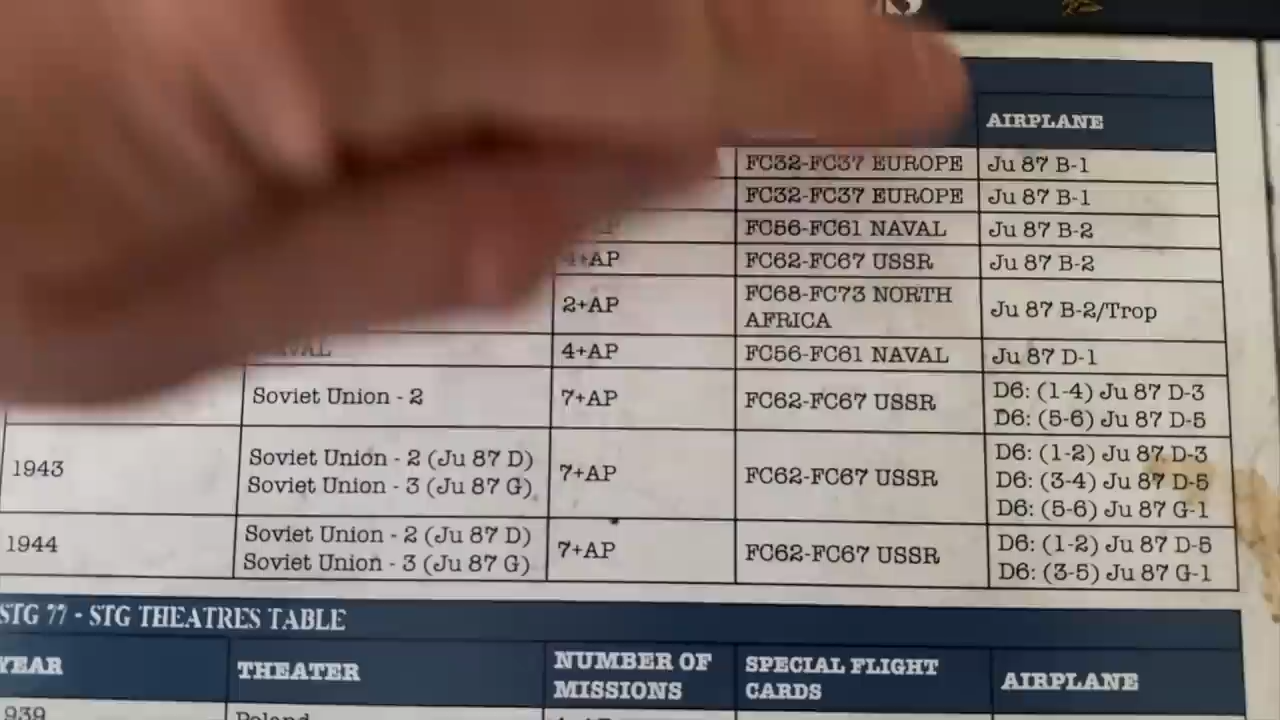 AIRPLANE
FC32-FC37 EUROPE Ju 87 B-1
FC32-FC37 EUROPE Ju 87 B-1
FC56-FC61 NAVAL Ju 87 B-2
+AP FC62-FC67 USSR Ju 87 B-2
2+AP FC68-FC73 NORTH AFRICA Ju 87 B-2/Trop
4+AP FC56-FC61 NAVAL Ju 87 D-1
Soviet Union - 2 7+AP FC62-FC67 USSR D6: (1-4) Ju 87 D-3
D6: (5-6) Ju 87 D-5
1943 Soviet Union - 2 (Ju 87 D) 7+AP FC62-FC67 USSR D6: (1-2) Ju 87 D-3
Soviet Union - 3 (Ju 87 G) D6: (3-4) Ju 87 D-5
D6: (5-6) Ju 87 G-1
1944 Soviet Union - 2 (Ju 87 D) 7+AP FC62-FC67 USSR D6: (1-2) Ju 87 D-5
Soviet Union - 3 (Ju 87 G) D6: (3-5) Ju 87 G-1
STG 77 - STG THEATRES TABLE
YEAR THEATER NUMBER OF MISSIONS SPECIAL FLIGHT CARDS AIRPLANE
939 Poland